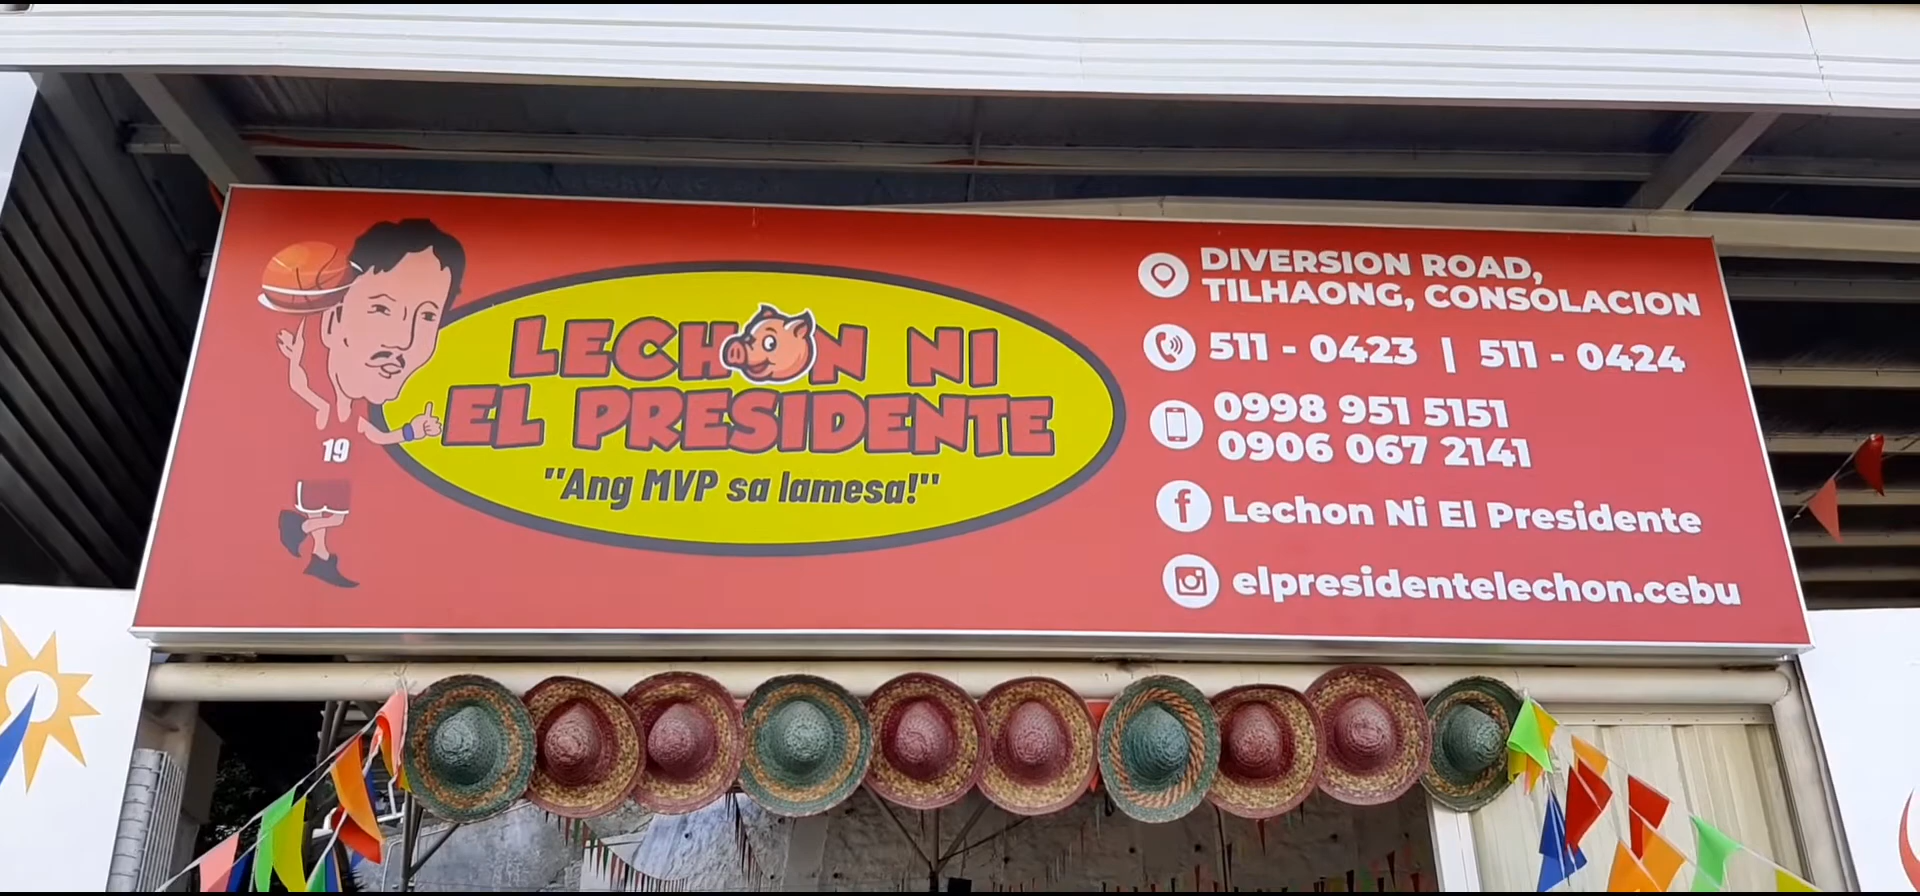 19
LECHON NI
EL PRESIDENTE
"Ang MVP sa lamesa!"
DIVERSION ROAD,
TILHAONG, CONSOLACION
511 - 0423 | 511 - 0424
0998 951 5151
0906 067 2141
Lechon Ni El Presidente
elpresidentelechon.cebu